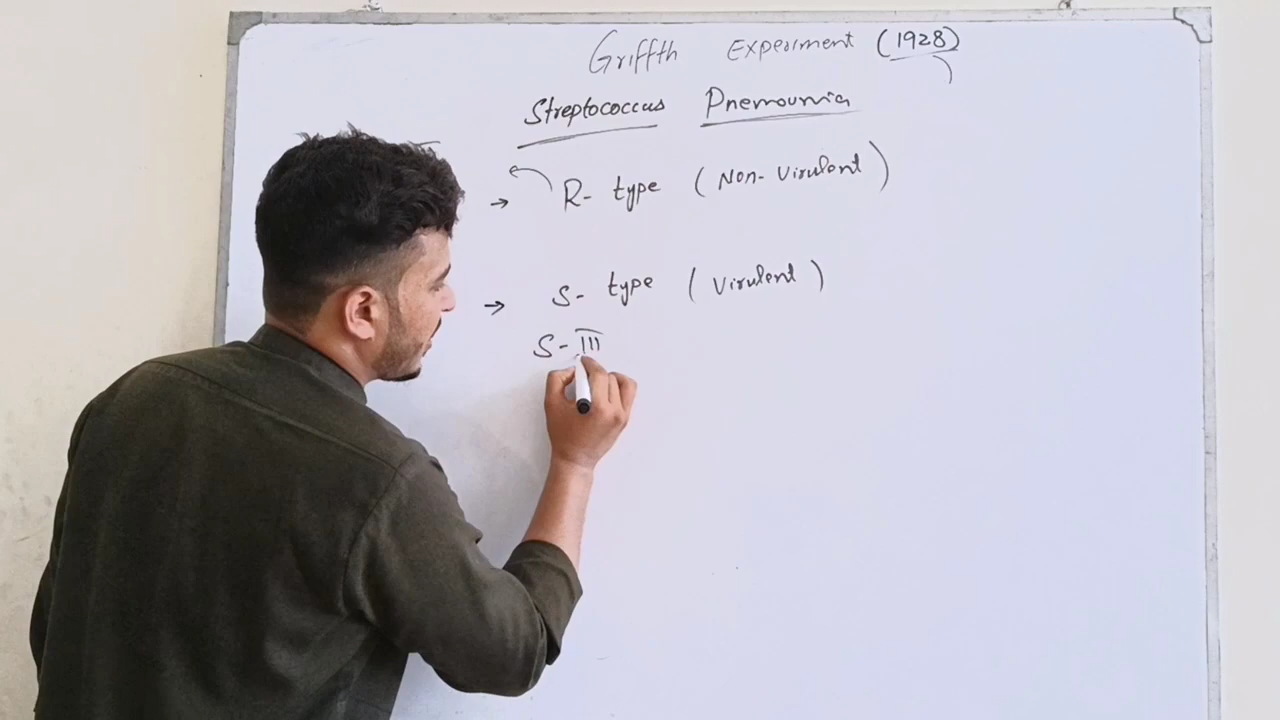 Griffth Experiment (1928)
Streptococcus Pnemounia
→ R- type (Non-Virulent)
→ S- type (Virulent)
S-III